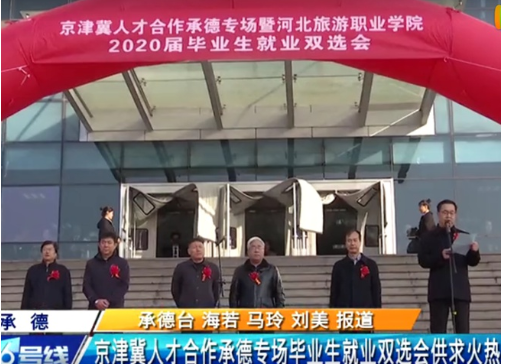 京津冀人才合作承德专场暨河北旅游职业学院
2020届毕业生就业双选会
承 德
承德台 海若 马玲 刘美 报道
6号线
京津冀人才合作承德专场毕业生就业双选会供求火热